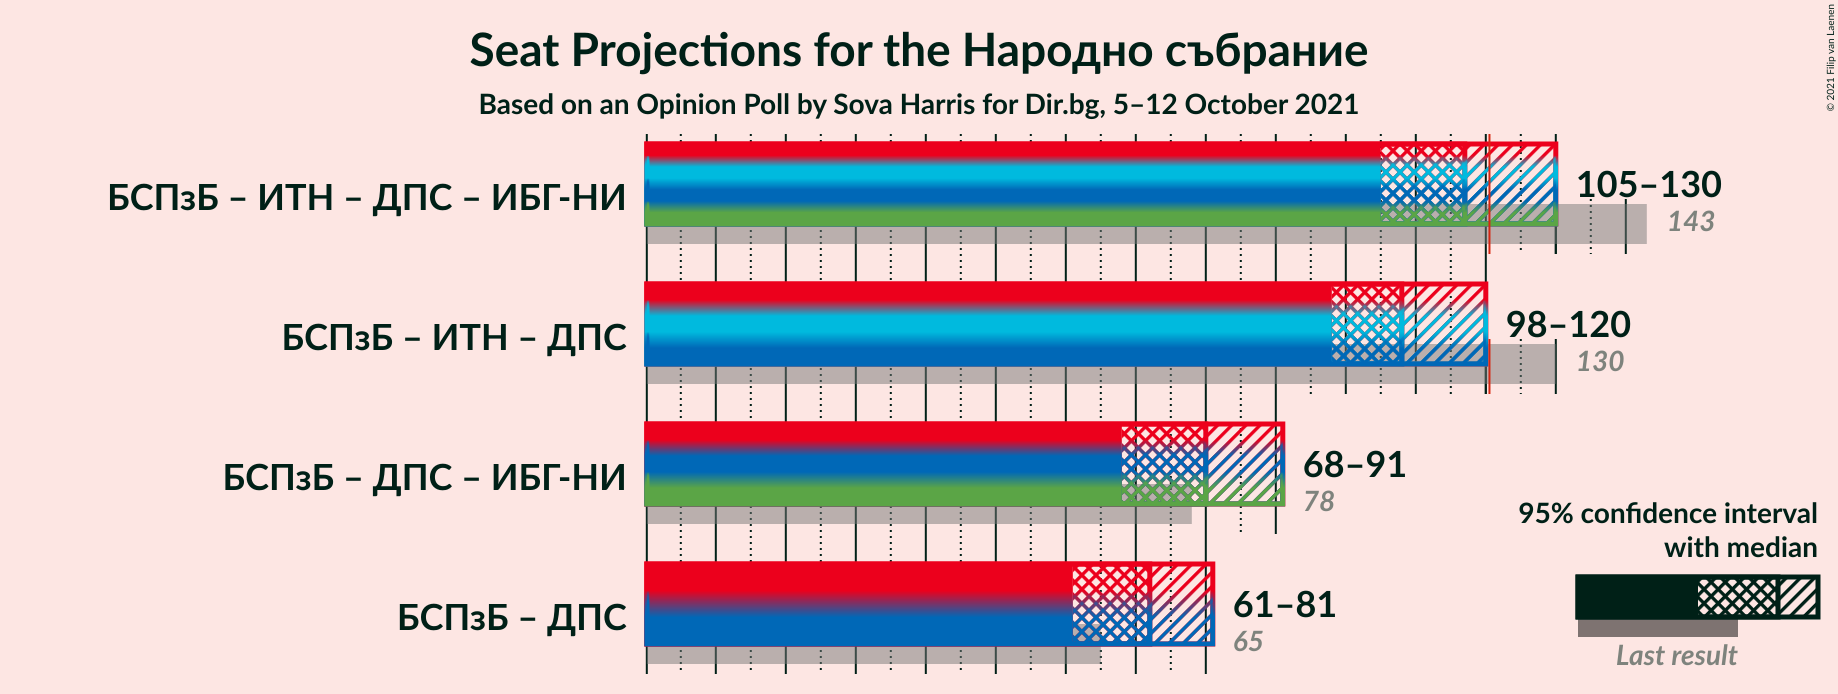 Seat Projections for the Народно събрание
Based on an Opinion Poll by Sova Harris for Dir.bg, 5–12 October 2021
© 2021 Filip van Laenen
БСПзБ – ИТН – ДПС – ИБГ-НИ
105–130
143
БСПзБ – ИТН – ДПС
98–120
130
БСПзБ – ДПС – ИБГ-НИ
68–91
78
БСПзБ – ДПС
61–81
65
95% confidence interval
with median
Last result